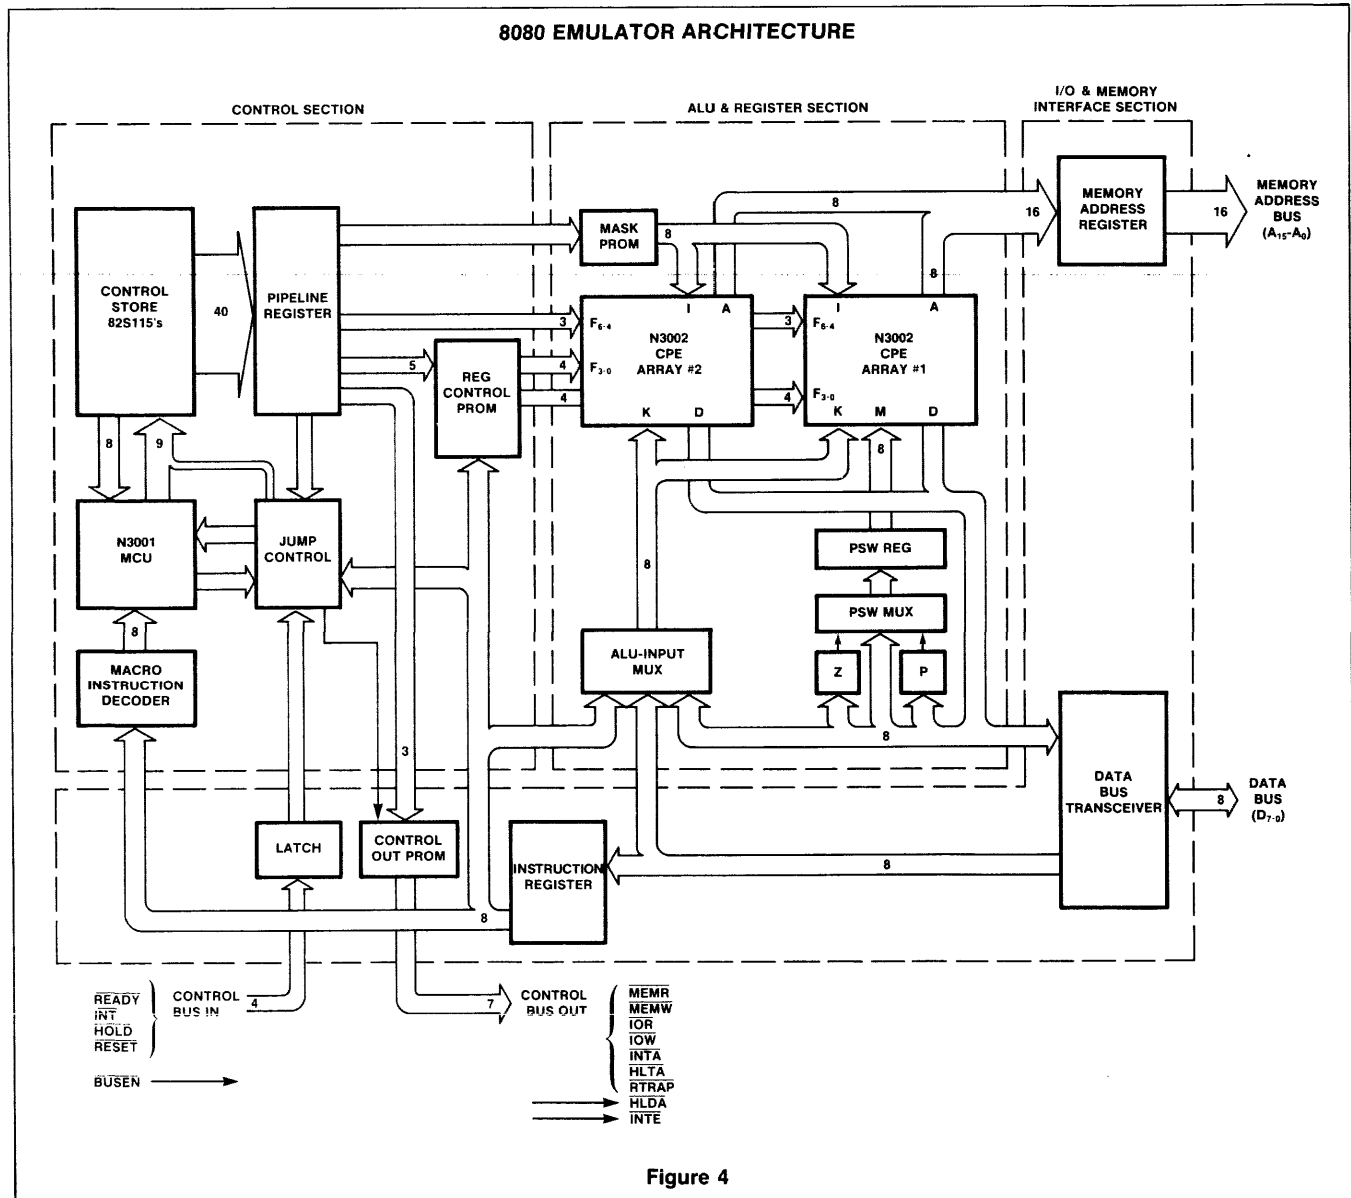 8080 EMULATOR ARCHITECTURE
CONTROL SECTION
ALU & REGISTER SECTION
I/O & MEMORY
INTERFACE SECTION
CONTROL
STORE
82S115's
40
PIPELINE
REGISTER
MASK
PROM
8
8
16
MEMORY
ADDRESS
REGISTER
16
MEMORY
ADDRESS
BUS
(A15-A0)
8
3
F6-4
I
A
N3002
CPE
ARRAY #2
F3-0
K
D
3
F6-4
I
A
N3002
CPE
ARRAY #1
F3-0
K
M
D
5
REG
CONTROL
PROM
4
4
4
8
9
8
N3001
MCU
JUMP
CONTROL
PSW REG
8
PSW MUX
8
MACRO
INSTRUCTION
DECODER
ALU-INPUT
MUX
Z
P
3
8
DATA
BUS
TRANSCEIVER
8
DATA
BUS
(D7-0)
LATCH
CONTROL
OUT PROM
INSTRUCTION
REGISTER
8
8
READY
INT
HOLD
RESET
CONTROL
BUS IN
4
7
CONTROL
BUS OUT
MEMR
MEMW
IOR
IOW
INTA
HLTA
RTRAP
BUSEN
HLDA
INTE
Figure 4